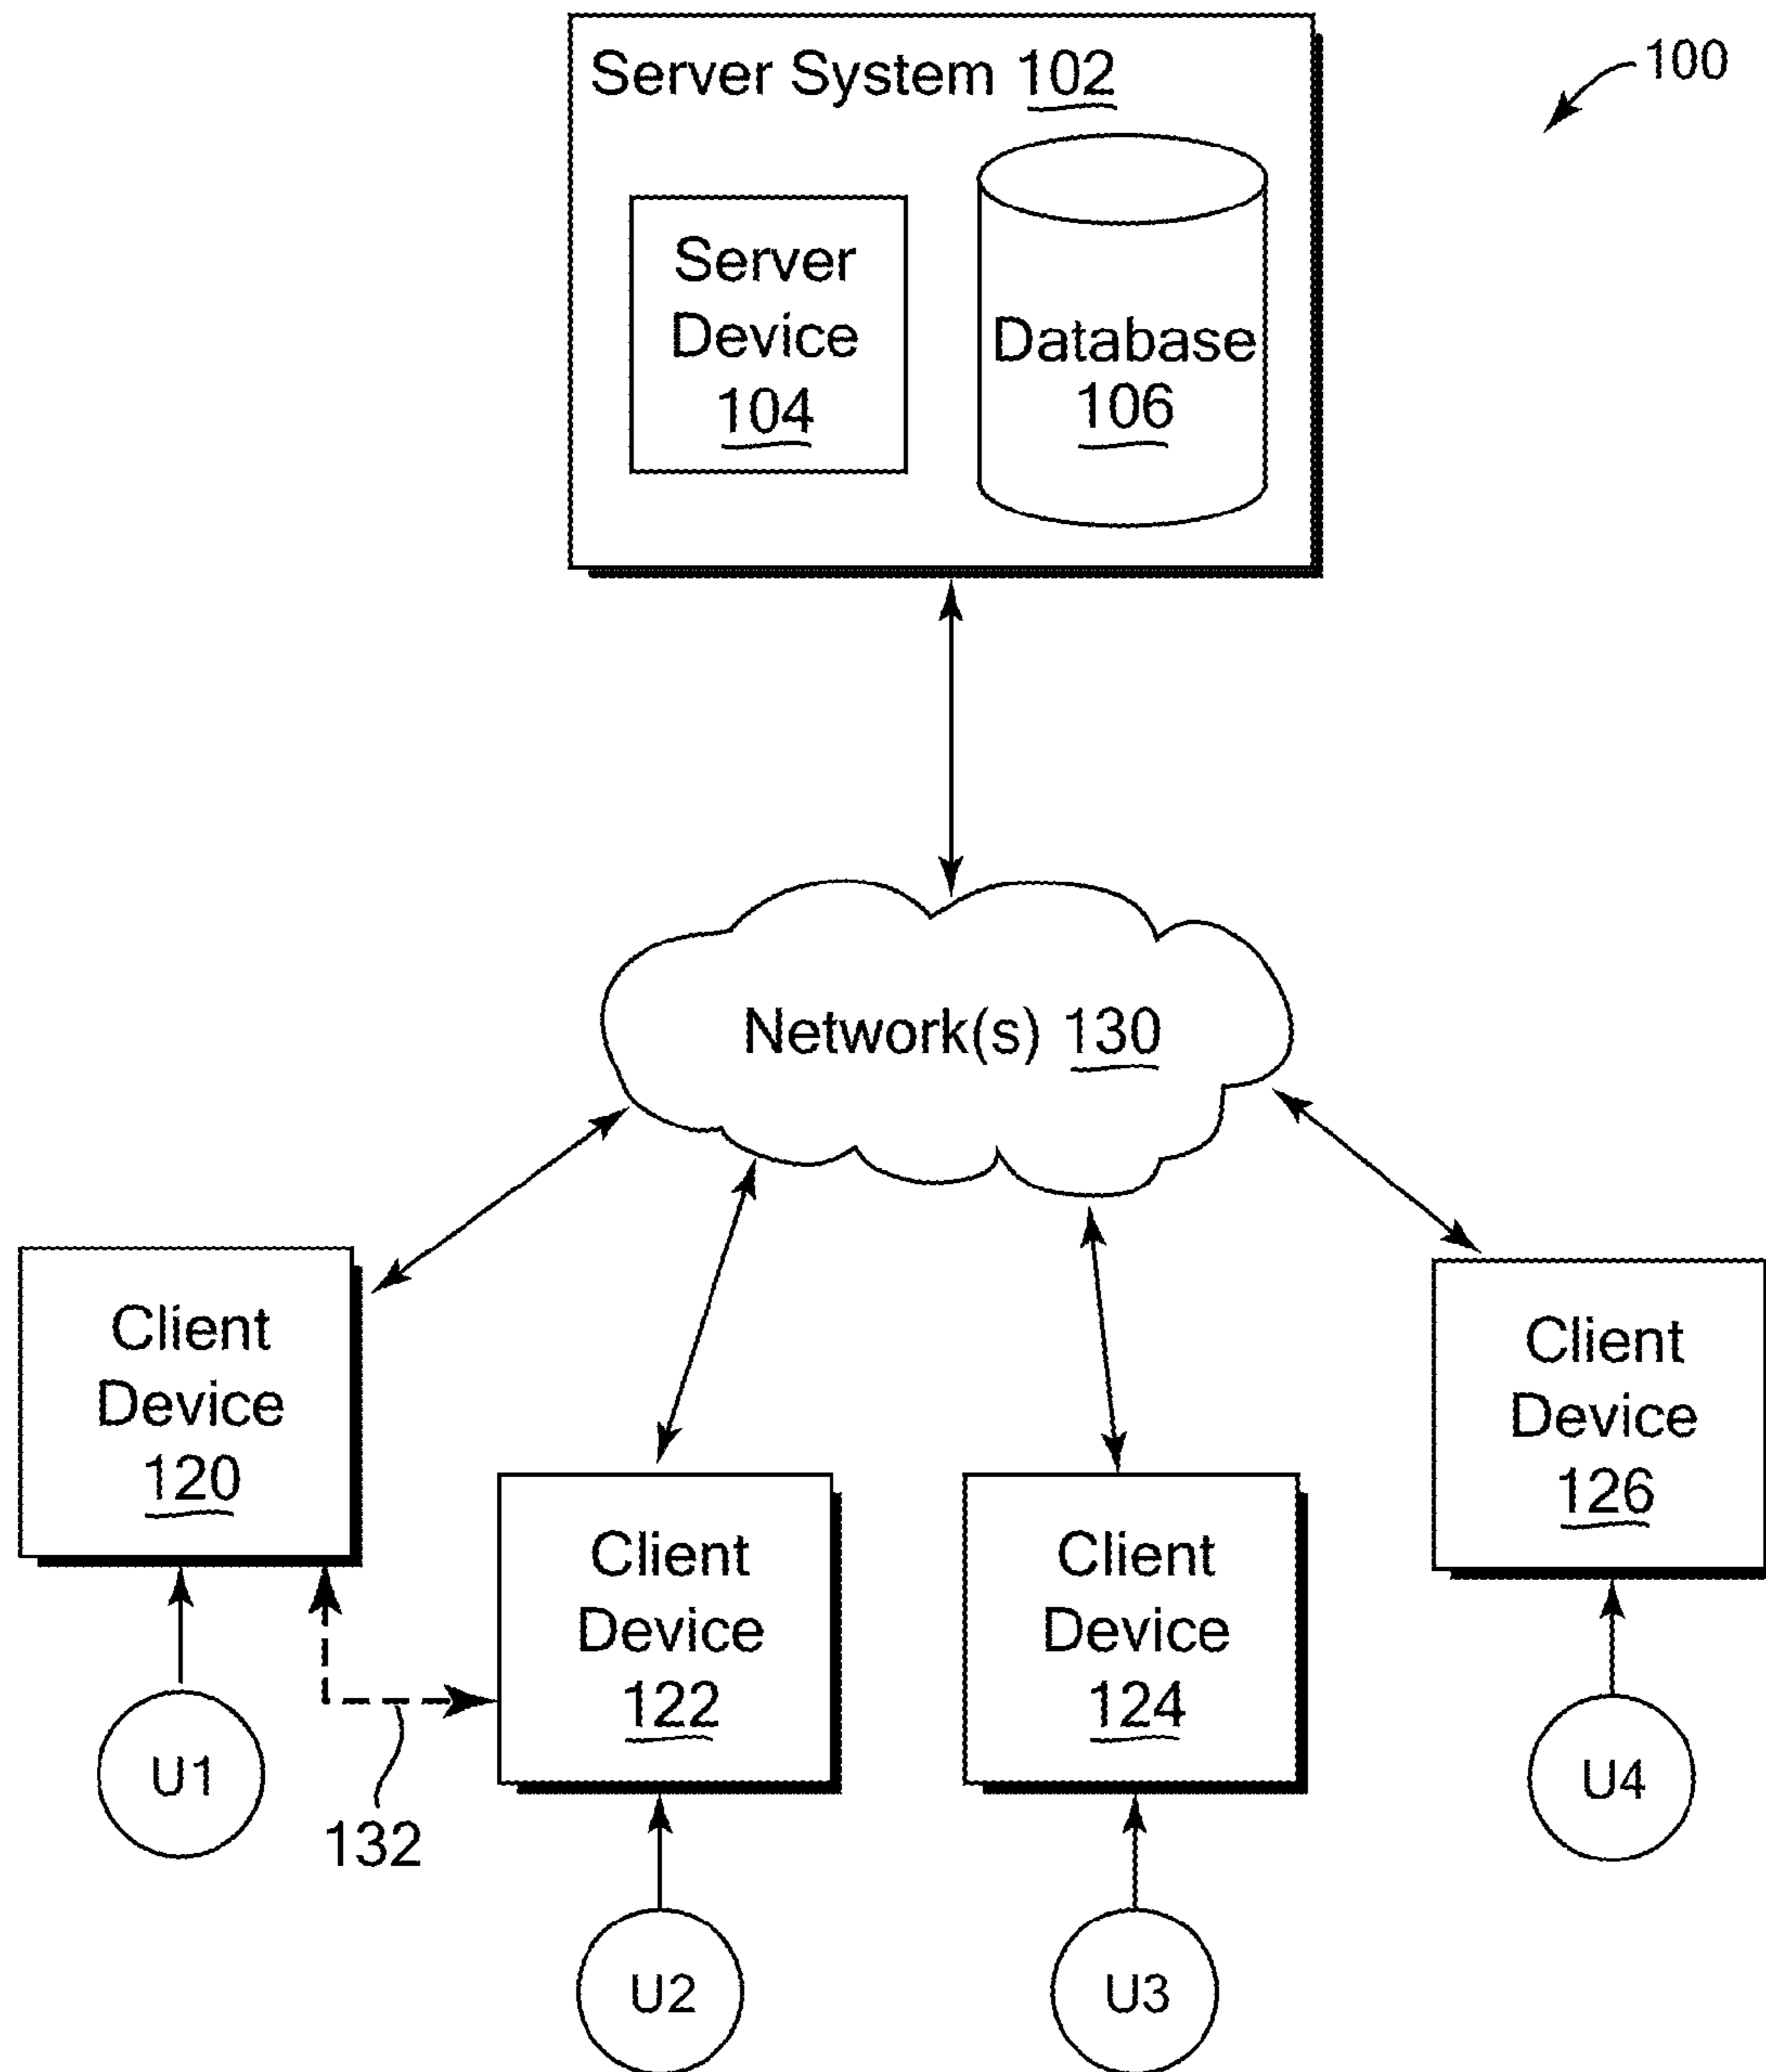 Server System 102
100
Server
Device
104
Database
106
Network(s) 130
Client
Device
120
Client
Device
122
Client
Device
124
Client
Device
126
U1
132
U2
U3
U4